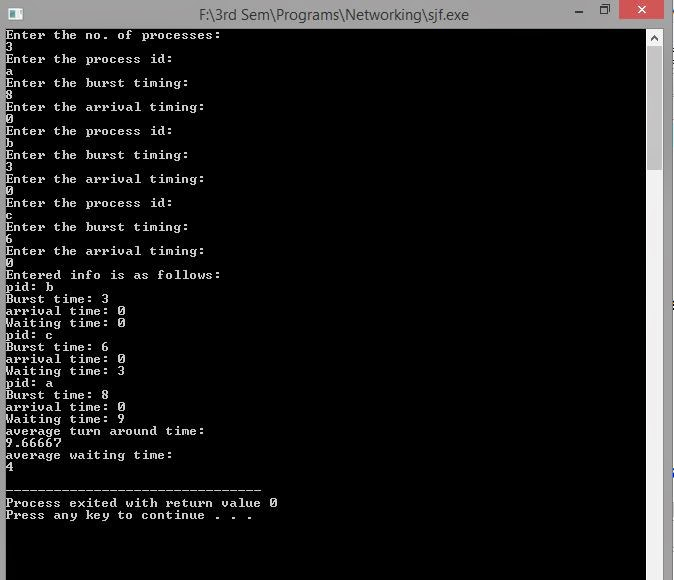 F:\3rd Sem\Programs\Networking\sjf.exe
Enter the no. of processes:
3
Enter the process id:
a
Enter the burst timing:
8
Enter the arrival timing:
0
Enter the process id:
b
Enter the burst timing:
3
Enter the arrival timing:
0
Enter the process id:
c
Enter the burst timing:
6
Enter the arrival timing:
0
Entered info is as follows:
pid: b
Burst time: 3
arrival time: 0
Waiting time: 0
pid: c
Burst time: 6
arrival time: 0
Waiting time: 3
pid: a
Burst time: 8
arrival time: 0
Waiting time: 9
average turn around time:
9.66667
average waiting time:
4
--------------------------------
Process exited with return value 0
Press any key to continue . . .